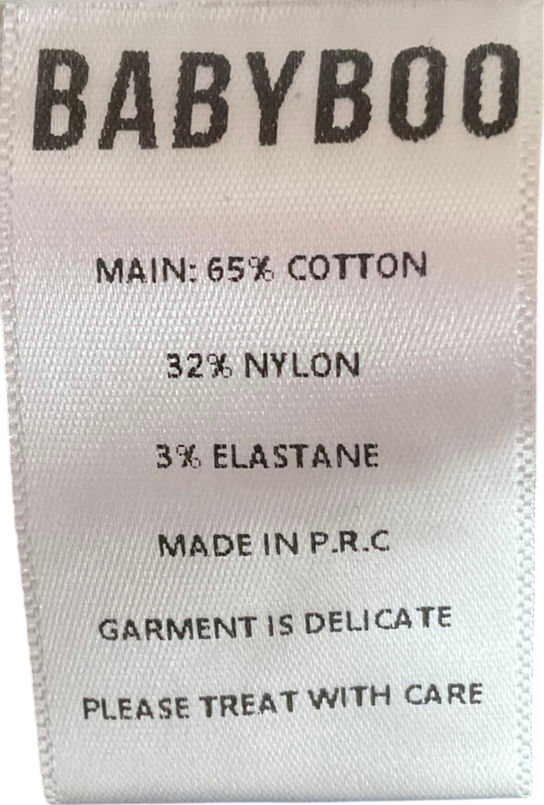 BABYBOO
MAIN: 65% COTTON
32% NYLON
3% ELASTANE
MADE IN P.R.C
GARMENT IS DELICATE
PLEASE TREAT WITH CARE